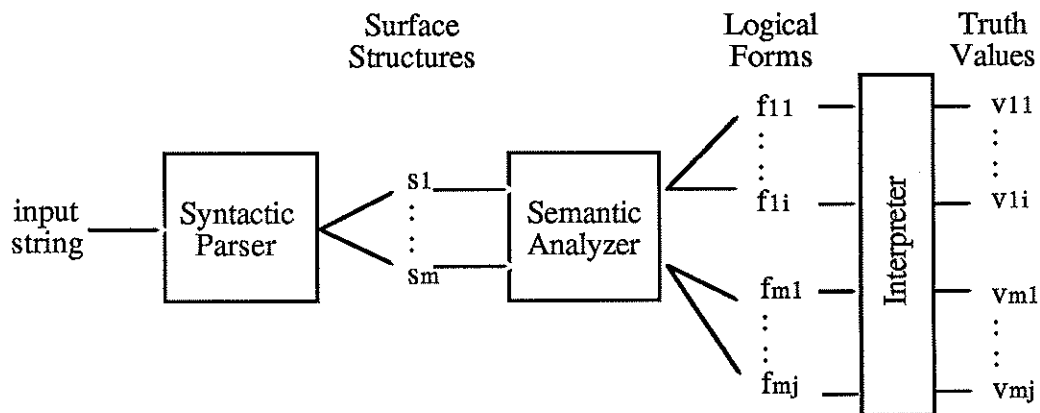 Surface
Structures
Logical
Forms
Truth
Values
input
string
Syntactic
Parser
s1
sm
Semantic
Analyzer
f11
f1i
fm1
fmj
Interpreter
v11
v1i
vm1
vmj